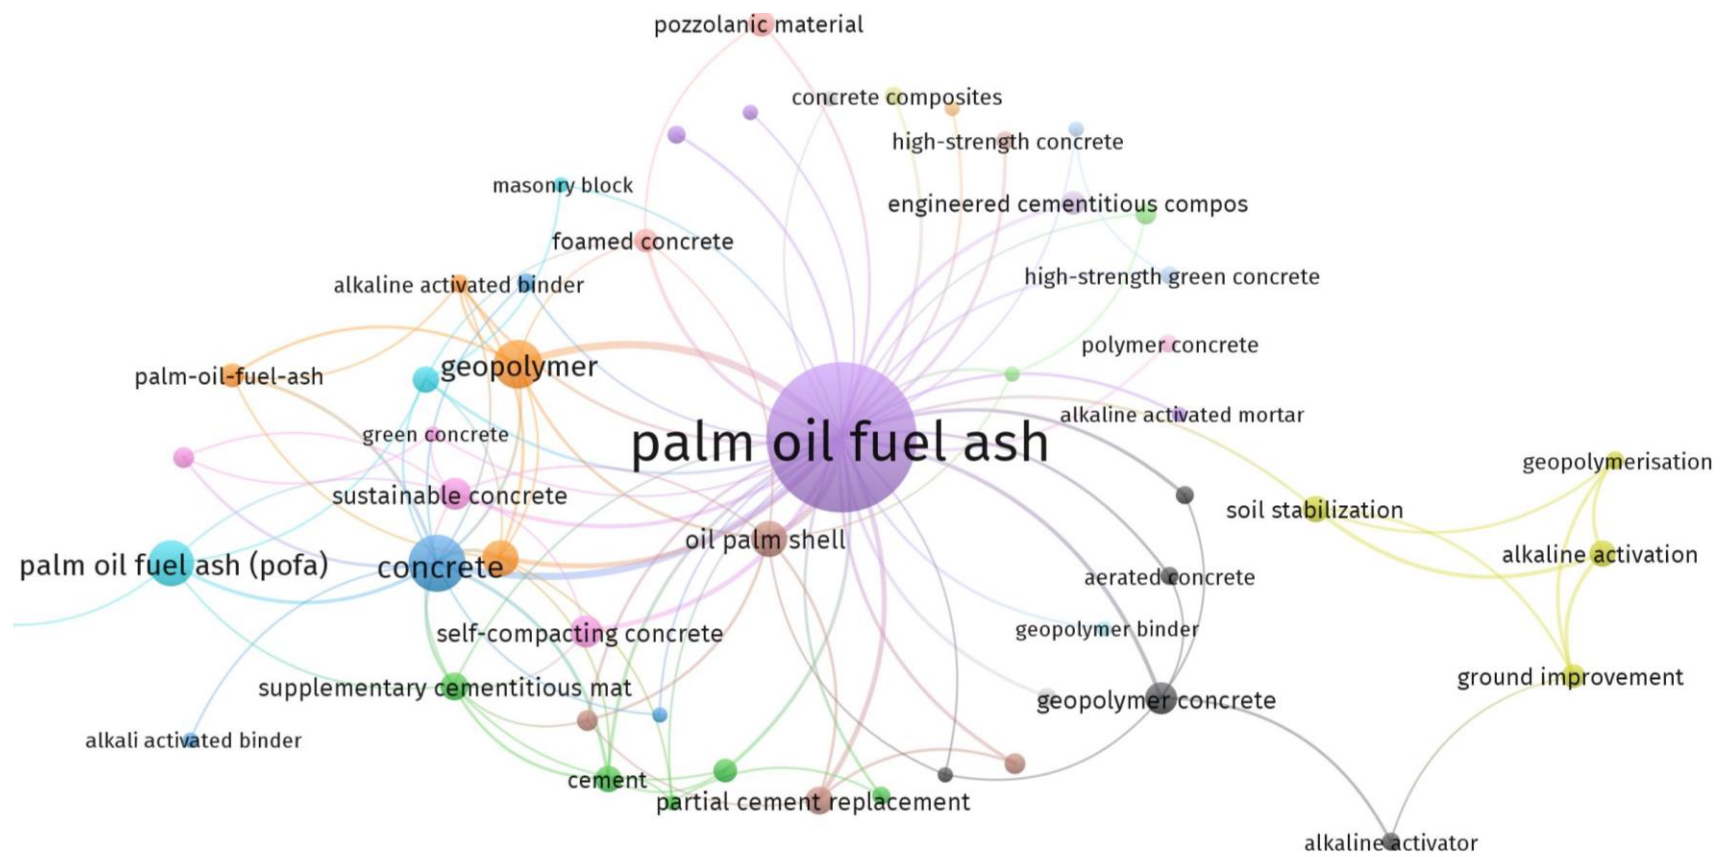 pozzolanic material
concrete composites
high-strength concrete
masonry block
engineered cementitious compos
foamed concrete
high-strength green concrete
alkaline activated binder
polymer concrete
geopolymer
palm-oil-fuel-ash
alkaline activated mortar
green concrete
palm oil fuel ash
geopolymerisation
sustainable concrete
soil stabilization
oil palm shell
alkaline activation
palm oil fuel ash (pofa)
concrete
aerated concrete
geopolymer binder
self-compacting concrete
ground improvement
supplementary cementitious mat
geopolymer concrete
alkali activated binder
cement
partial cement replacement
alkaline activator